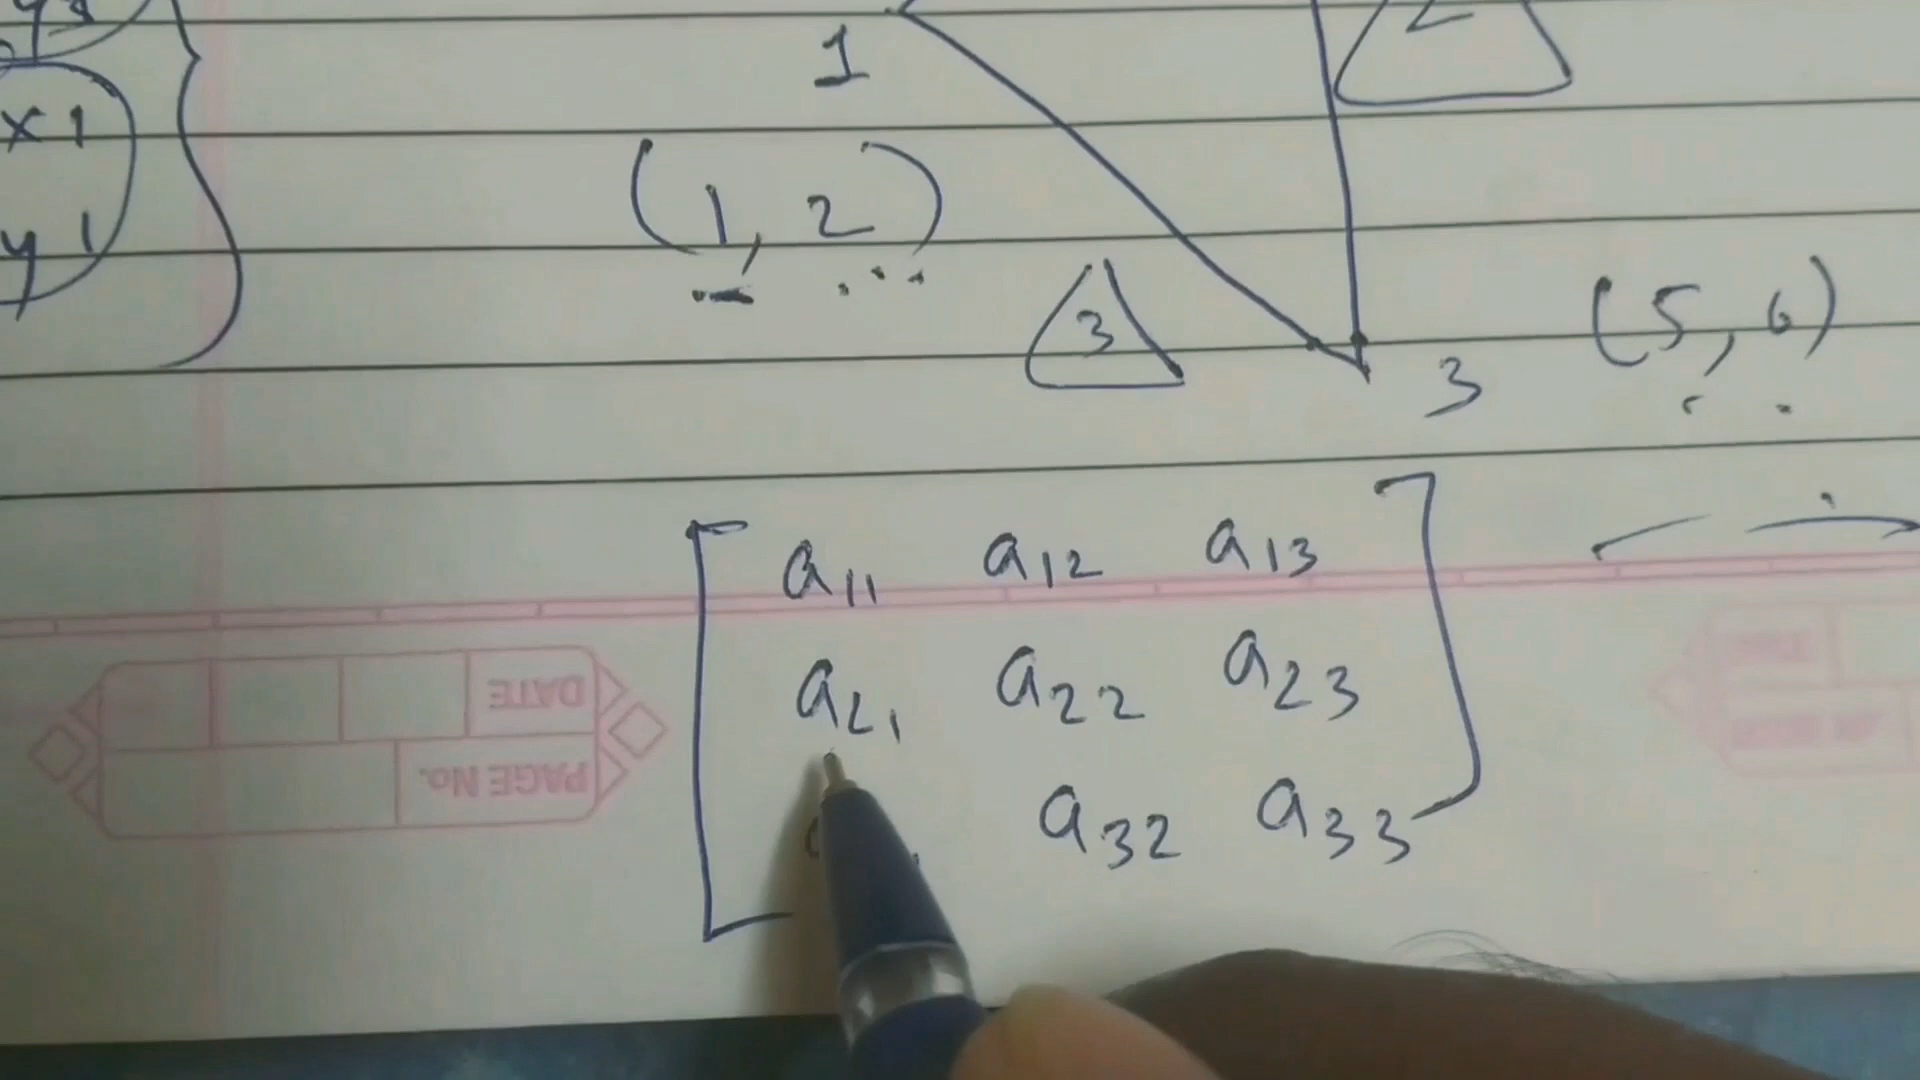 1
x1
(1, 2)
y1
3
(5, 6)
3
a11 a12 a13
a21 a22 a23
a32 a33
DATE
PAGE No.